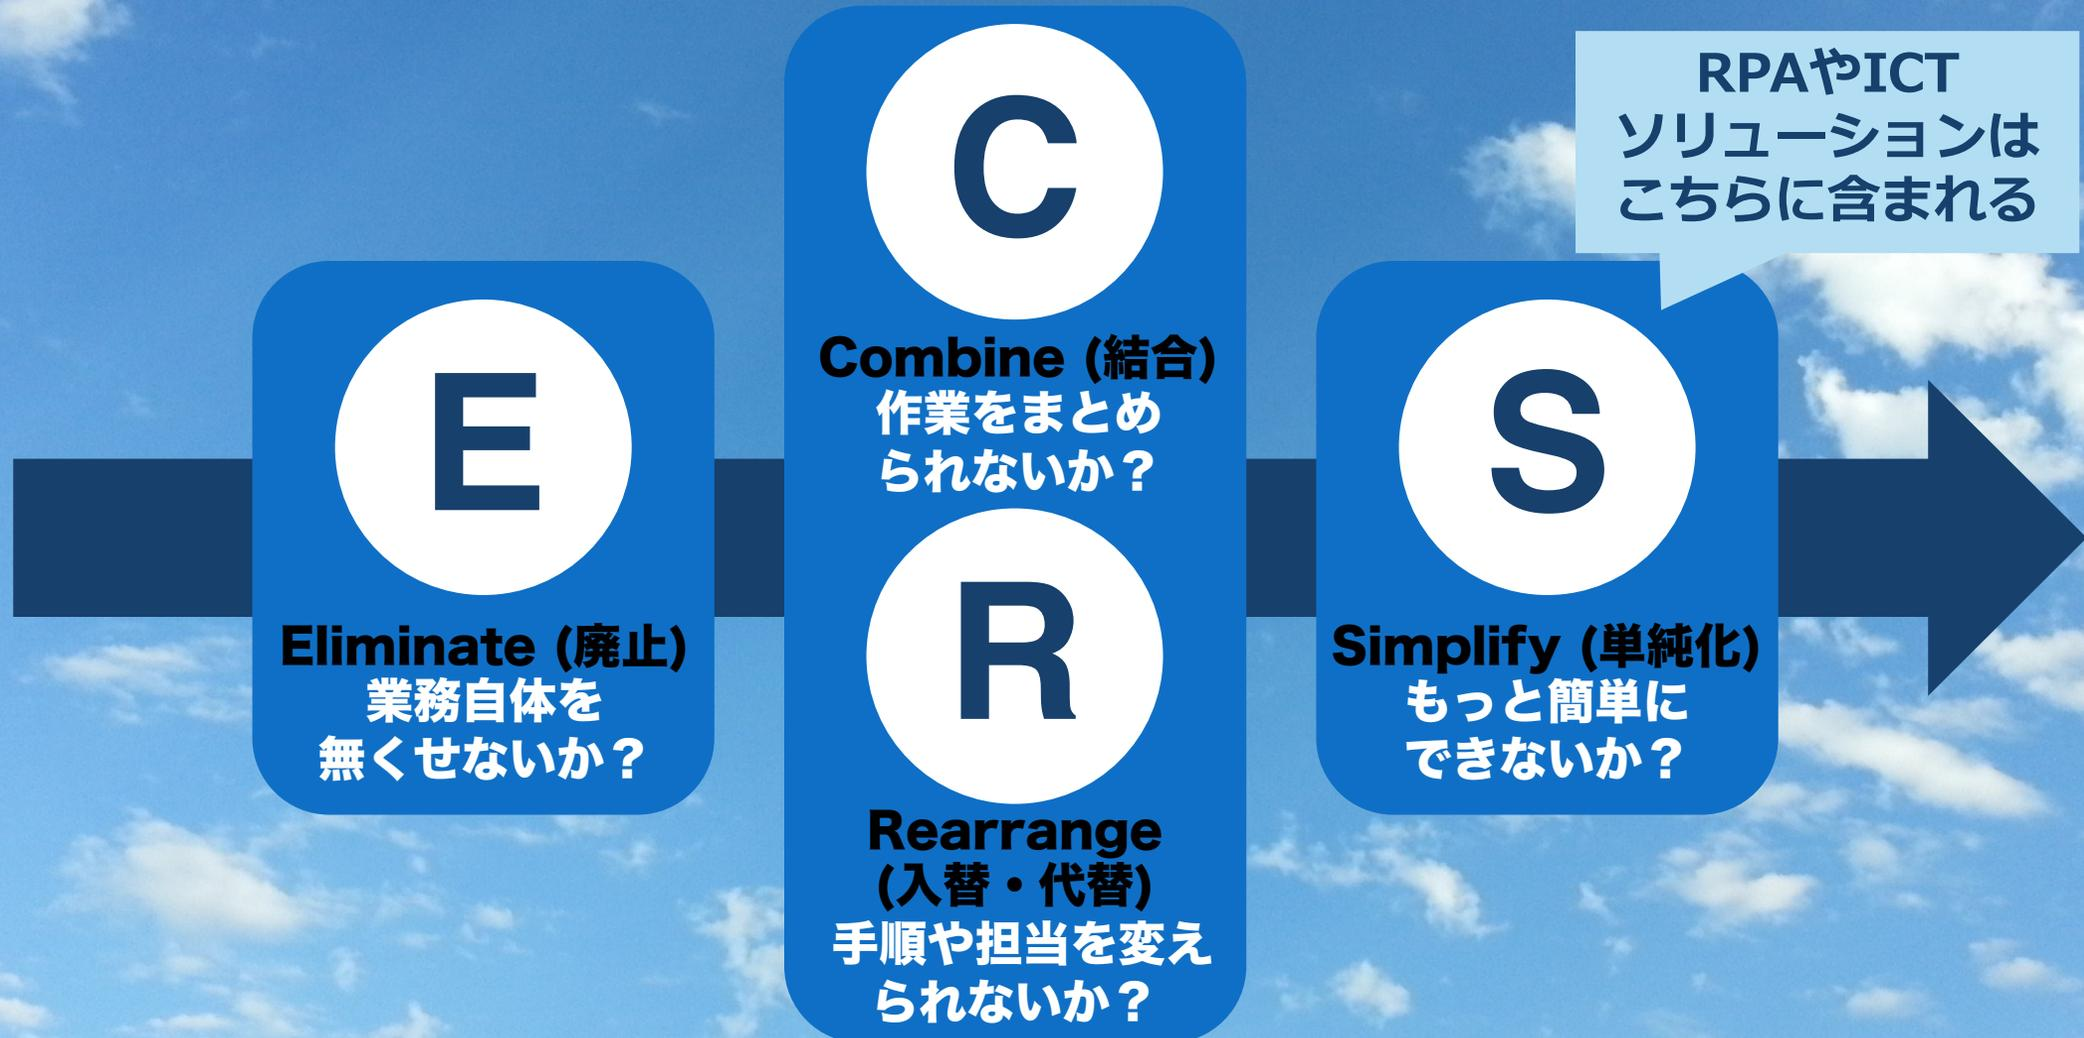 E
Eliminate (廃止)
業務自体を
無くせないか？
C
Combine (結合)
作業をまとめ
られないか？
R
Rearrange
(入替・代替)
手順や担当を変え
られないか？
RPAやICT
ソリューションは
こちらに含まれる
S
Simplify (単純化)
もっと簡単に
できないか？